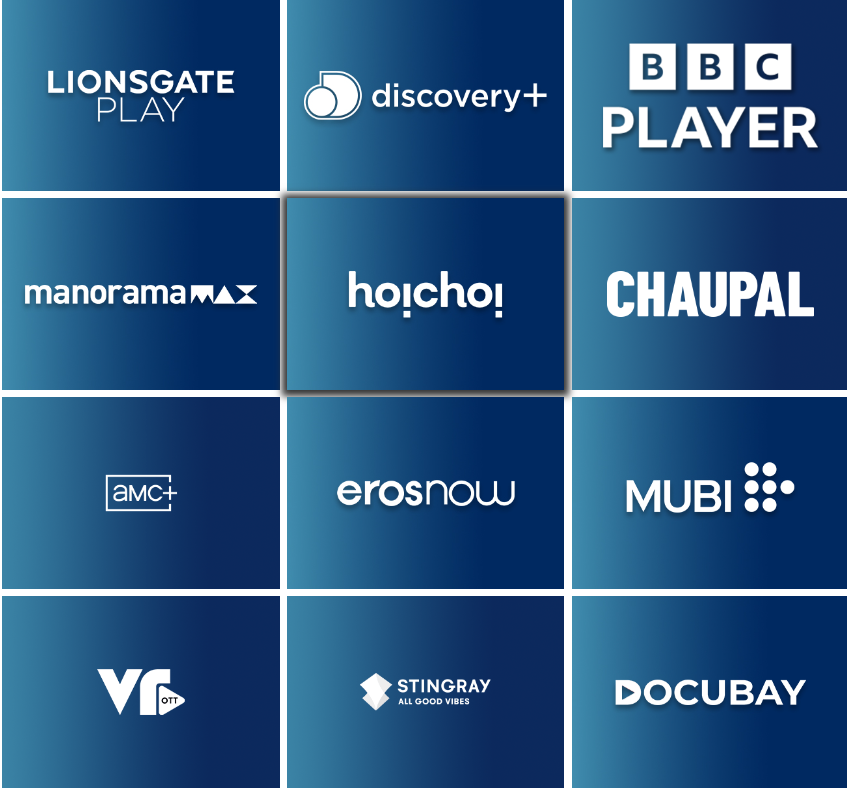 LIONSGATE
PLAY
discovery+
BBC
PLAYER
manoramaMAX
hoichoi
CHAUPAL
aMC+
erosnow
MUBI
vr OTT
STINGRAY
ALL GOOD VIBES
DOCUBAY